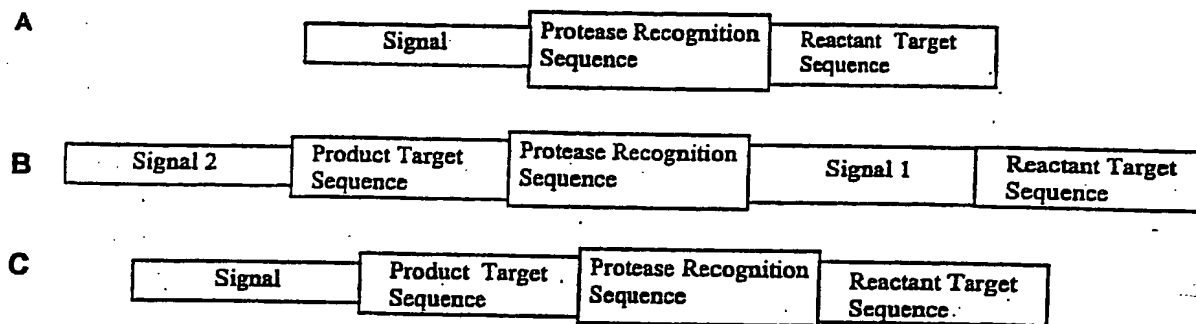 A
Signal
Protease Recognition
Sequence
Reactant Target
Sequence
B
Signal 2
Product Target
Sequence
Protease Recognition
Sequence
Signal 1
Reactant Target
Sequence
C
Signal
Product Target
Sequence
Protease Recognition
Sequence
Reactant Target
Sequence.